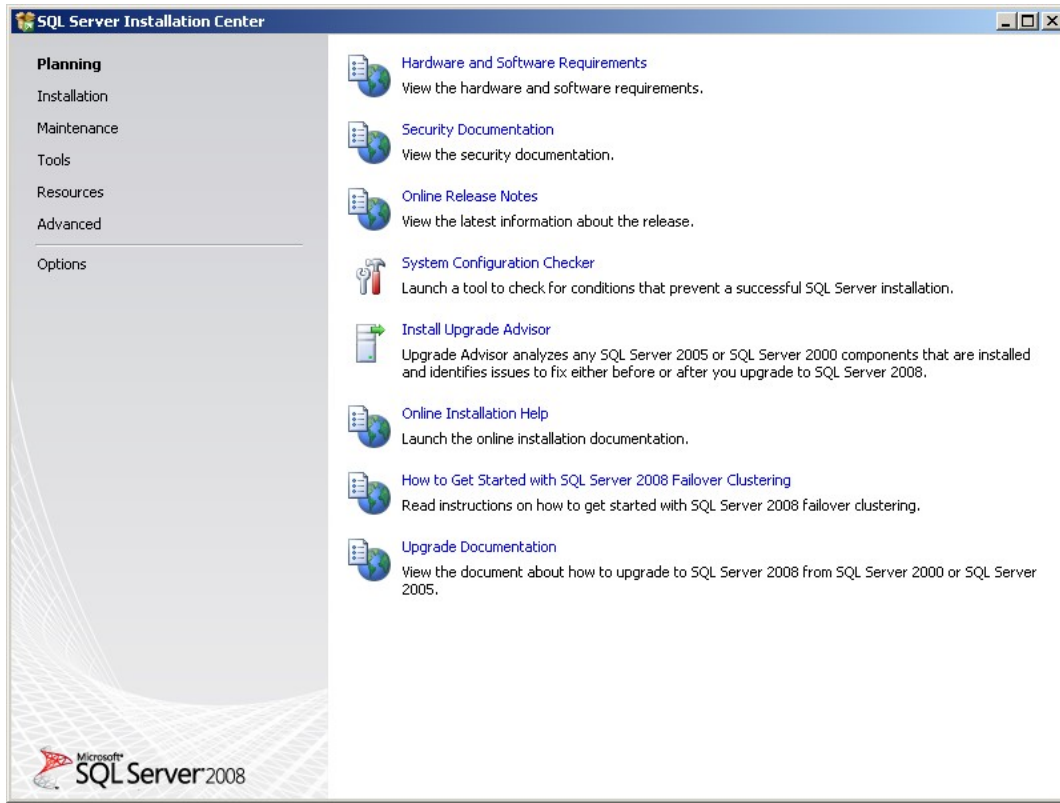 SQL Server Installation Center
Planning
Installation
Maintenance
Tools
Resources
Advanced
Options
Hardware and Software Requirements
View the hardware and software requirements.
Security Documentation
View the security documentation.
Online Release Notes
View the latest information about the release.
System Configuration Checker
Launch a tool to check for conditions that prevent a successful SQL Server installation.
Install Upgrade Advisor
Upgrade Advisor analyzes any SQL Server 2005 or SQL Server 2000 components that are installed
and identifies issues to fix either before or after you upgrade to SQL Server 2008.
Online Installation Help
Launch the online installation documentation.
How to Get Started with SQL Server 2008 Failover Clustering
Read instructions on how to get started with SQL Server 2008 failover clustering.
Upgrade Documentation
View the document about how to upgrade to SQL Server 2008 from SQL Server 2000 or SQL Server
2005.
Microsoft
SQL Server 2008